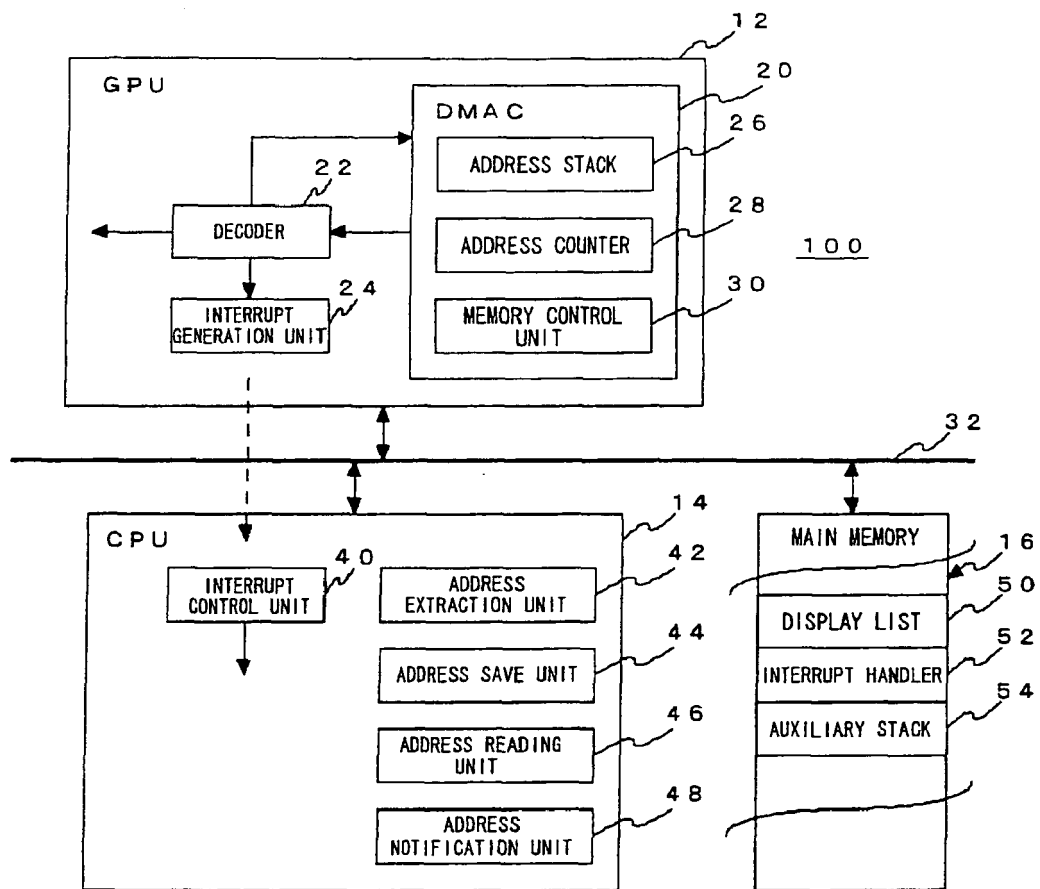 12
GPU
20
DMAC
26
ADDRESS STACK
22
28
DECODER
ADDRESS COUNTER
100
24
30
INTERRUPT
GENERATION UNIT
MEMORY CONTROL
UNIT
32
14
CPU
MAIN MEMORY
16
40
42
INTERRUPT
CONTROL UNIT
ADDRESS
EXTRACTION UNIT
50
DISPLAY LIST
44
52
ADDRESS SAVE UNIT
INTERRUPT HANDLER
46
54
ADDRESS READING
UNIT
AUXILIARY STACK
48
ADDRESS
NOTIFICATION UNIT